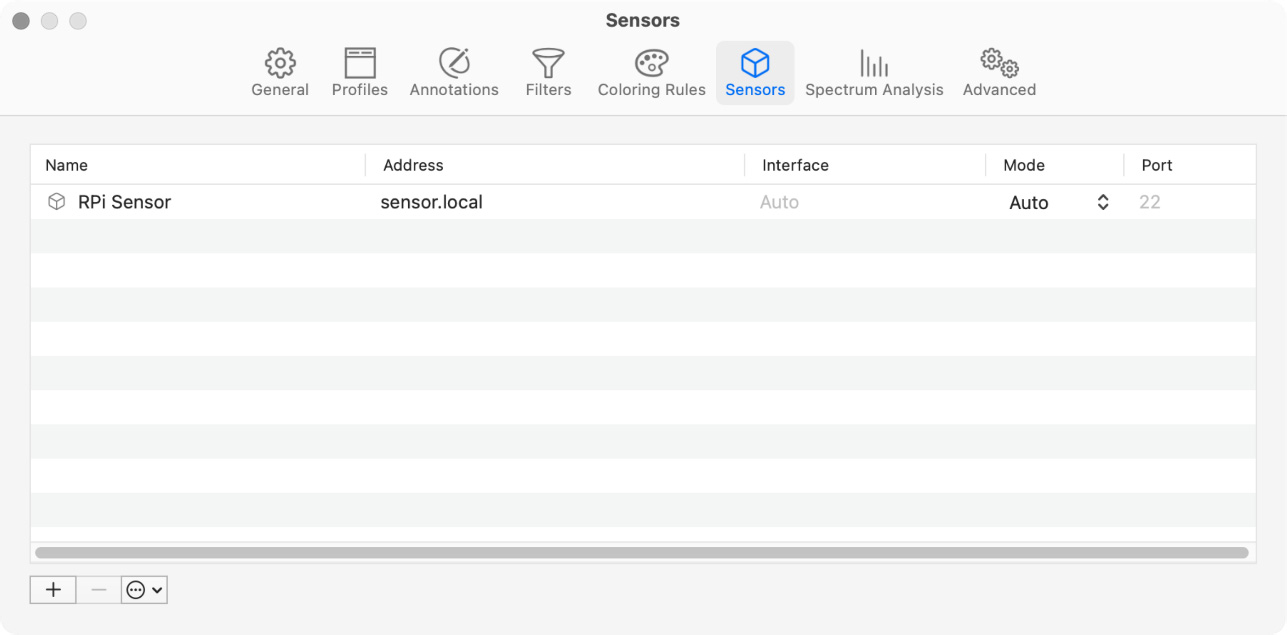 Sensors
General Profiles Annotations Filters Coloring Rules Sensors Spectrum Analysis Advanced
Name Address Interface Mode Port
RPi Sensor sensor.local Auto Auto 22